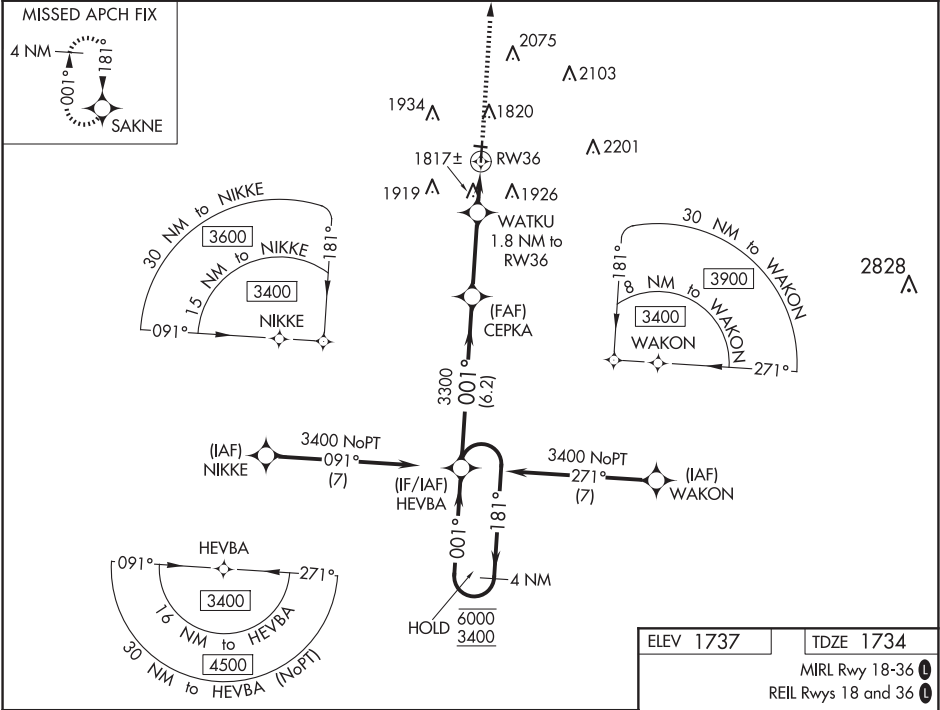 MISSED APCH FIX
4 NM
001°
181°
SAKNE
2075
2103
1934
1820
2201
1817±
RW36
1919
1926
WATKU
1.8 NM to
RW36
30 NM to NIKKE
3600
181°
15 NM to NIKKE
3400
NIKKE
091°
30 NM to WAKON
3900
181°
8 NM to WAKON
3400
WAKON
271°
2828
(FAF)
CEPKA
3300
001°
(6.2)
(IAF)
NIKKE
3400 NoPT
091°
(7)
(IF/IAF)
HEVBA
3400 NoPT
271°
(7)
(IAF)
WAKON
001°
181°
4 NM
HOLD
6000
3400
HEVBA
091°
271°
3400
16 NM to HEVBA
4500
30 NM to HEVBA (NoPT)
ELEV 1737
TDZE 1734
MIRL Rwy 18-36 L
REIL Rwys 18 and 36 L